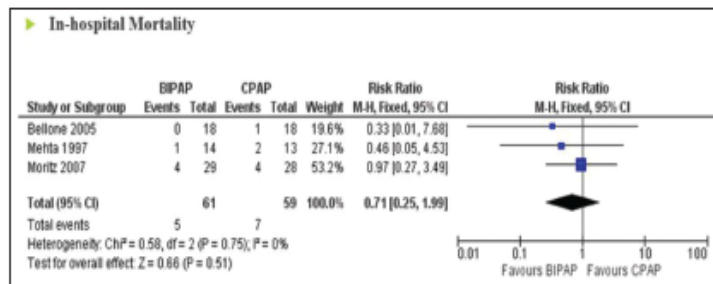 In-hospital Mortality
BIPAP CPAP Risk Ratio Risk Ratio
Study or Subgroup Events Total Events Total Weight M-H, Fixed, 95% CI M-H, Fixed, 95% CI
Bellone 2005 0 18 1 18 19.6% 0.33 [0.01, 7.68]
Mehta 1997 1 14 2 13 27.1% 0.46 [0.05, 4.53]
Moritz 2007 4 29 4 28 53.2% 0.97 [0.27, 3.49]
Total (95% CI) 61 59 100.0% 0.71 [0.25, 1.99]
Total events 5 7
Heterogeneity: Chi² = 0.58, df = 2 (P = 0.75); I² = 0%
Test for overall effect: Z = 0.66 (P = 0.51)
0.01 0.1 1 10 100
Favours BIPAP Favours CPAP